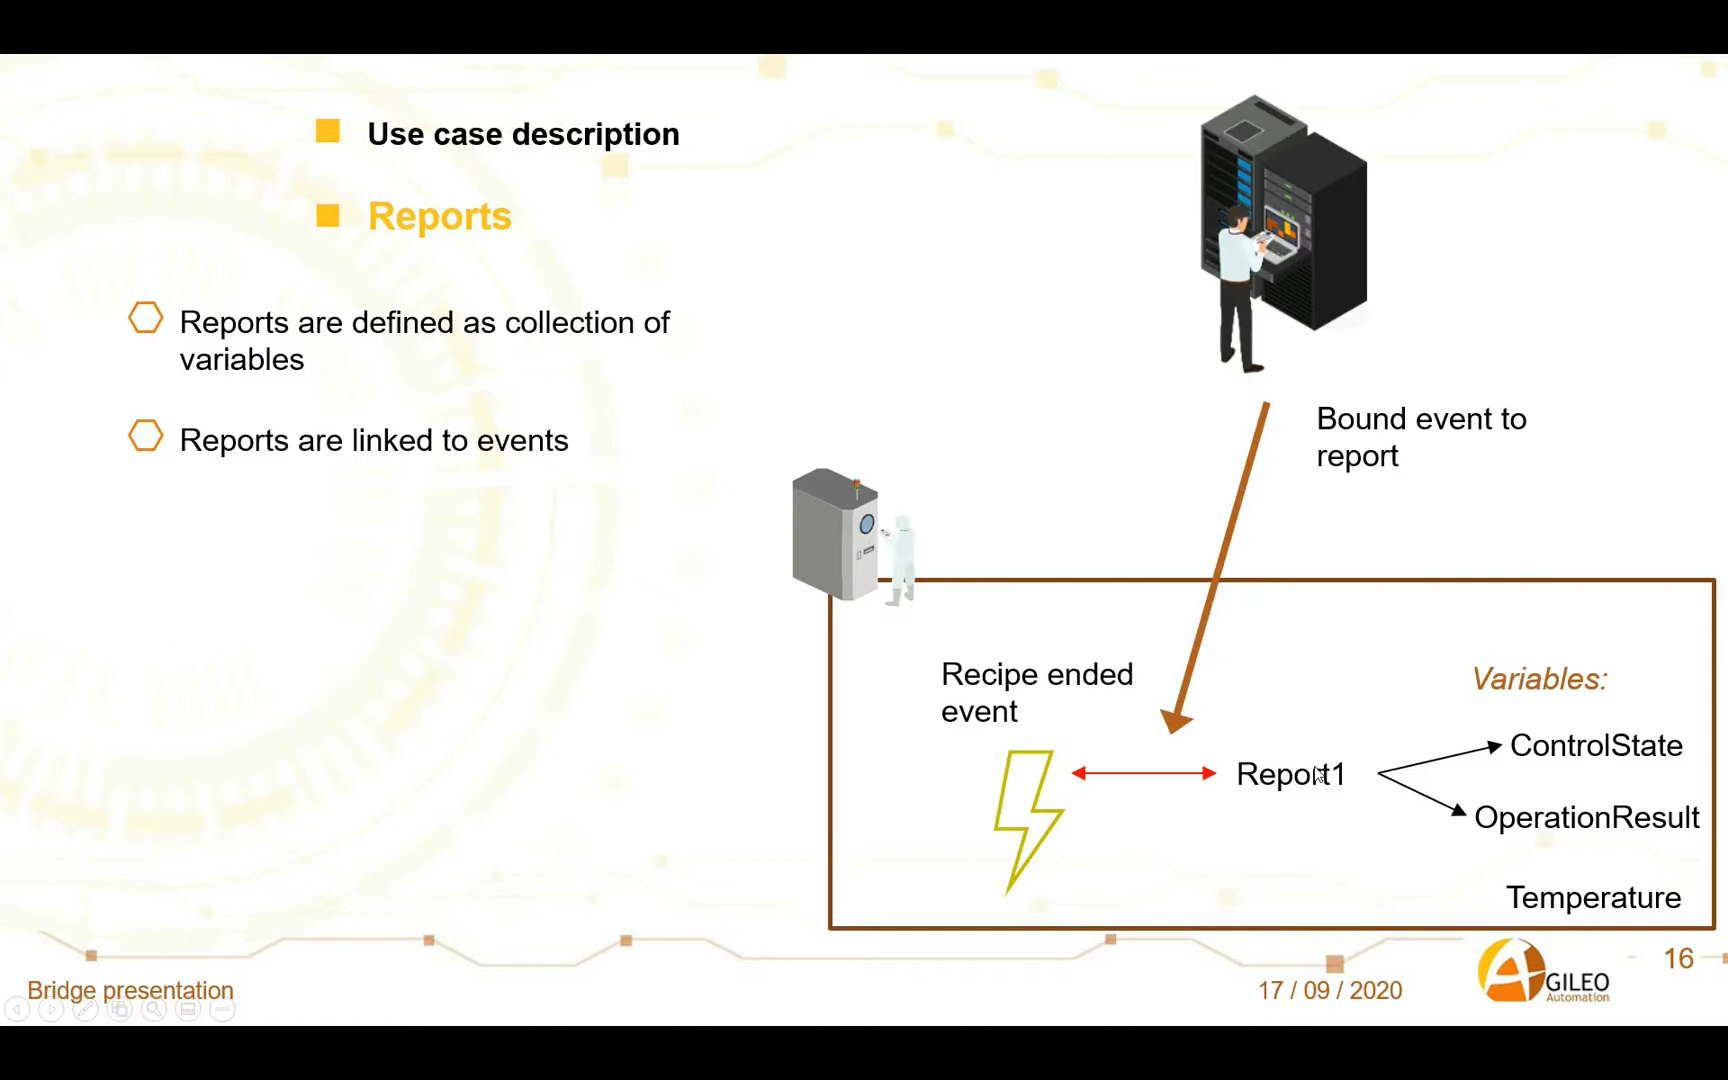 Use case description
Reports
Reports are defined as collection of
variables
Reports are linked to events
Bound event to
report
Recipe ended
event
Variables:
Report1
ControlState
OperationResult
Temperature
Bridge presentation
17 / 09 / 2020
AGILEO
Automation
16